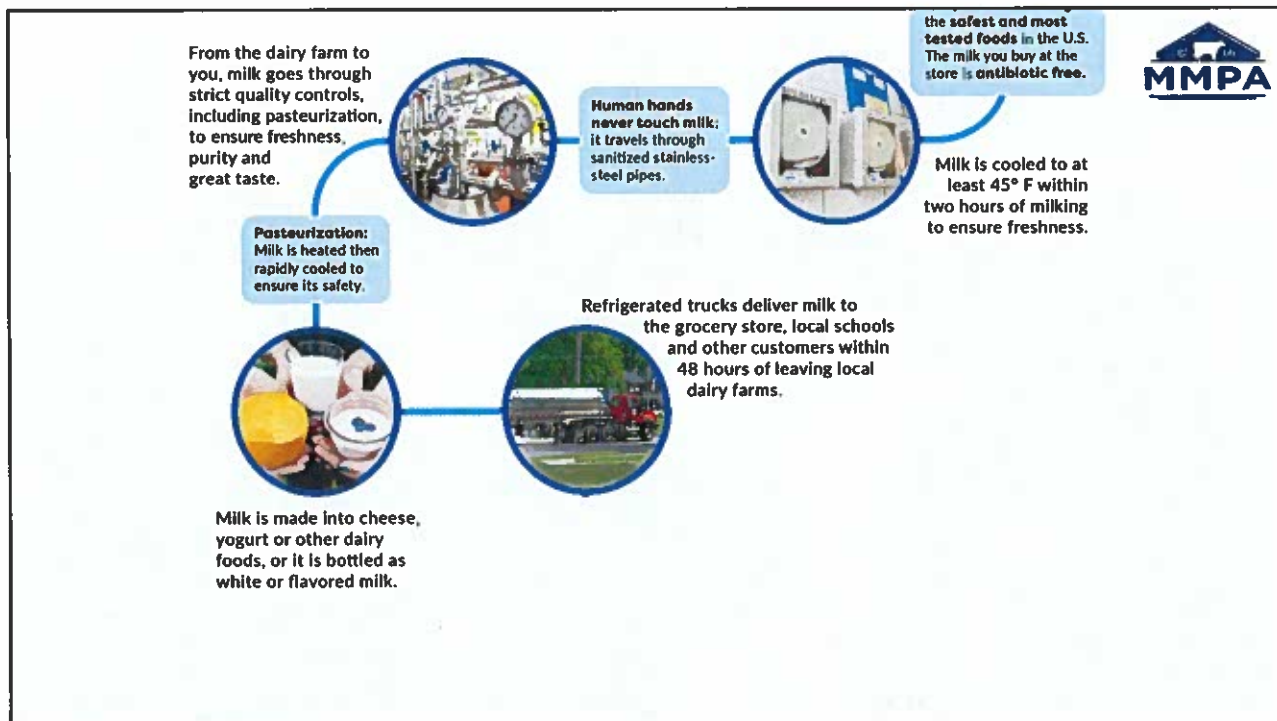 the safest and most
tested foods in the U.S.
The milk you buy at the
store is antibiotic free.
MMPA
From the dairy farm to
you, milk goes through
strict quality controls,
including pasteurization,
to ensure freshness,
purity and
great taste.
Human hands
never touch milk;
it travels through
sanitized stainless-
steel pipes.
Milk is cooled to at
least 45° F within
two hours of milking
to ensure freshness.
Pasteurization:
Milk is heated then
rapidly cooled to
ensure its safety.
Refrigerated trucks deliver milk to
the grocery store, local schools
and other customers within
48 hours of leaving local
dairy farms.
Milk is made into cheese,
yogurt or other dairy
foods, or it is bottled as
white or flavored milk.